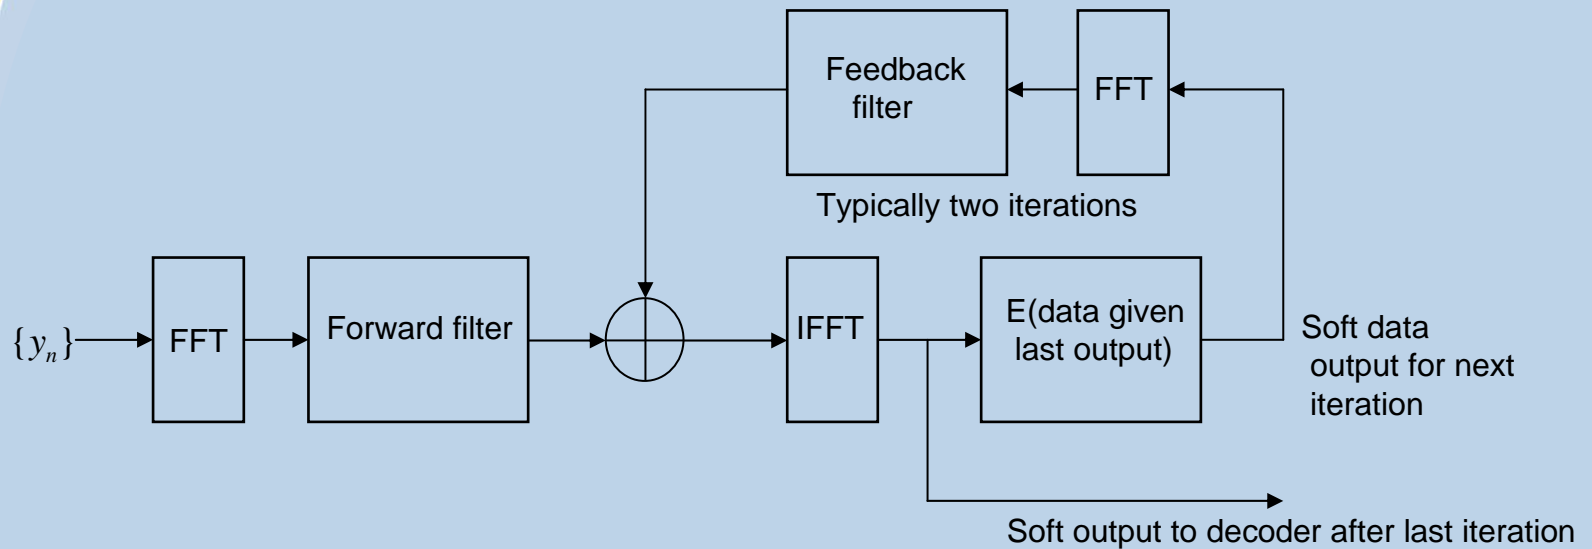 Feedback
filter
FFT
Typically two iterations
{y_n}
FFT
Forward filter
IFFT
E(data given
last output)
Soft data
output for next
iteration
Soft output to decoder after last iteration